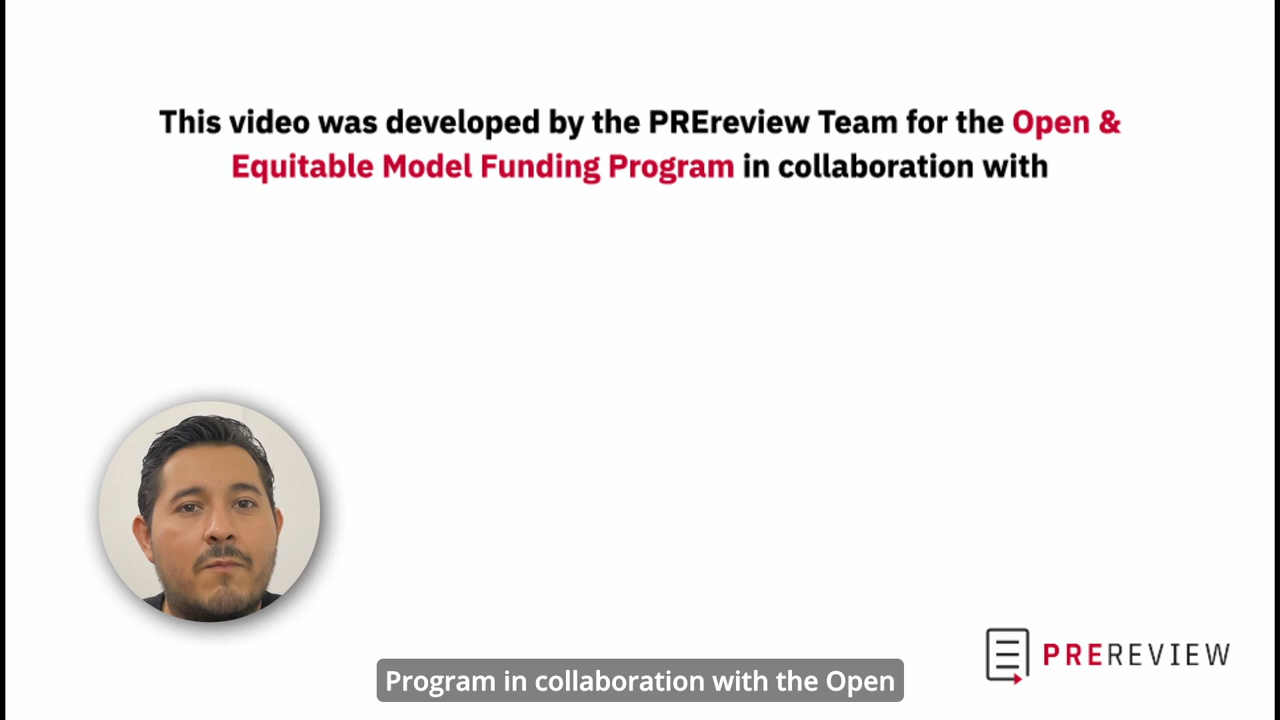 This video was developed by the PREreview Team for the Open &
Equitable Model Funding Program in collaboration with
PREREVIEW
Program in collaboration with the Open